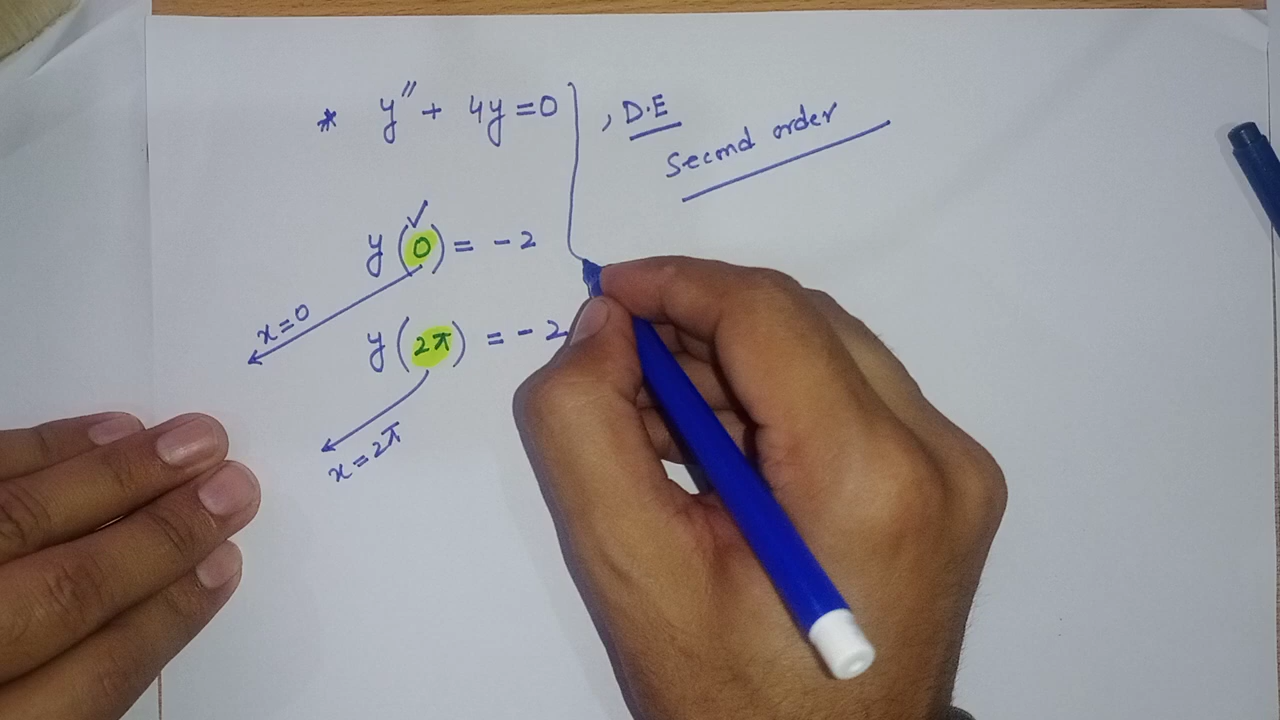 * y″ + 4y = 0 , D.E
Second order
y(0) = -2
x=0
y(2π) = -2
x=2π